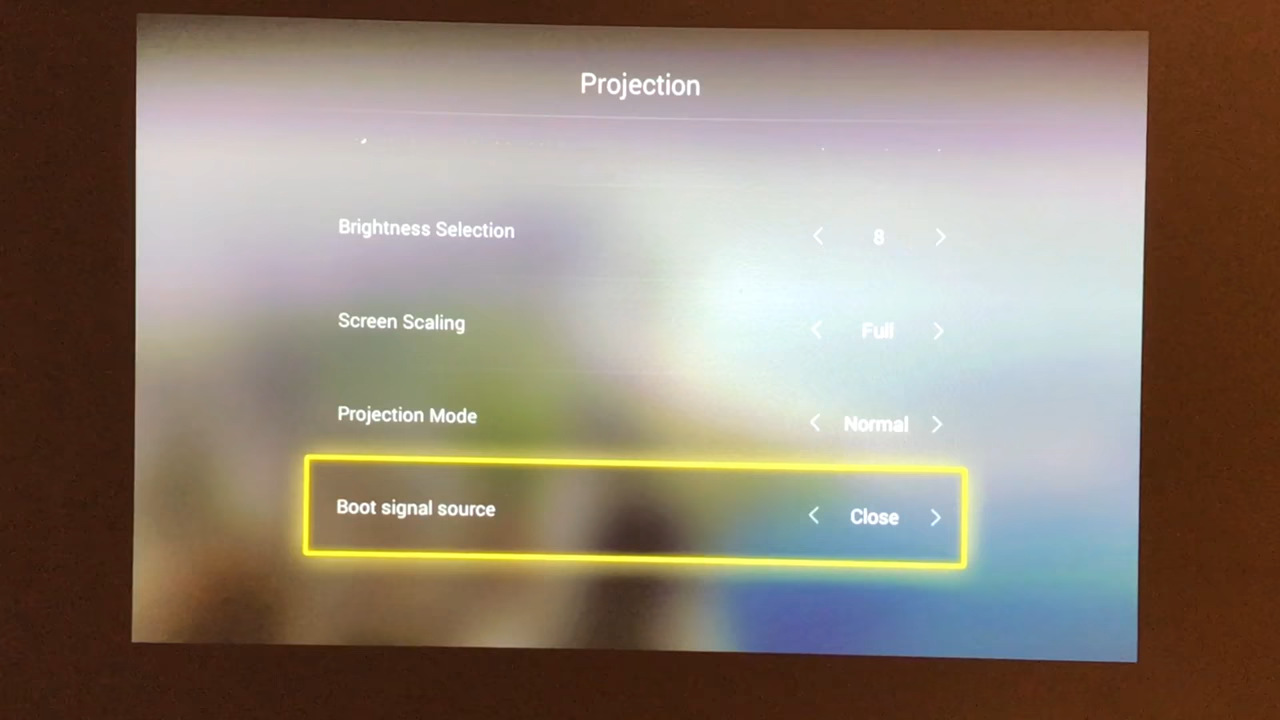 Projection
Brightness Selection < 8 >
Screen Scaling < Full >
Projection Mode < Normal >
Boot signal source < Close >